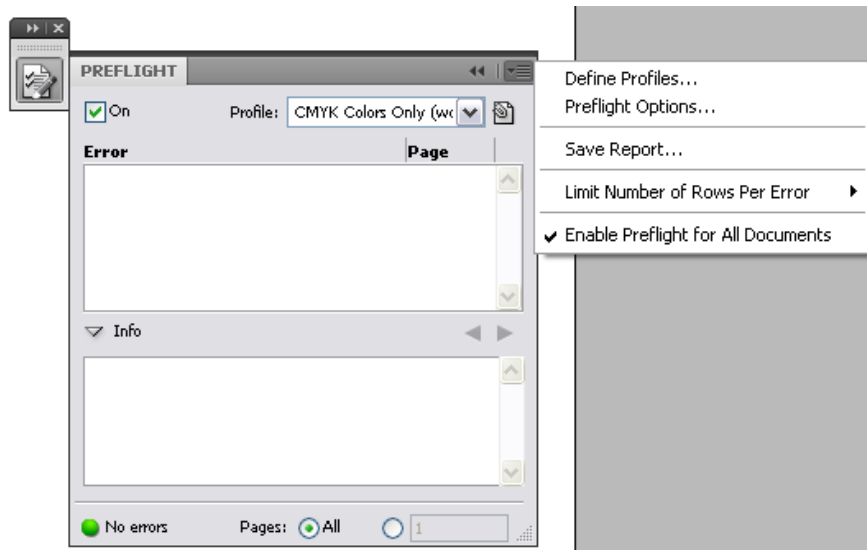 PREFLIGHT
On
Profile: CMYK Colors Only (wo
Error Page
Info
No errors
Pages: All 1
Define Profiles...
Preflight Options...
Save Report...
Limit Number of Rows Per Error
Enable Preflight for All Documents